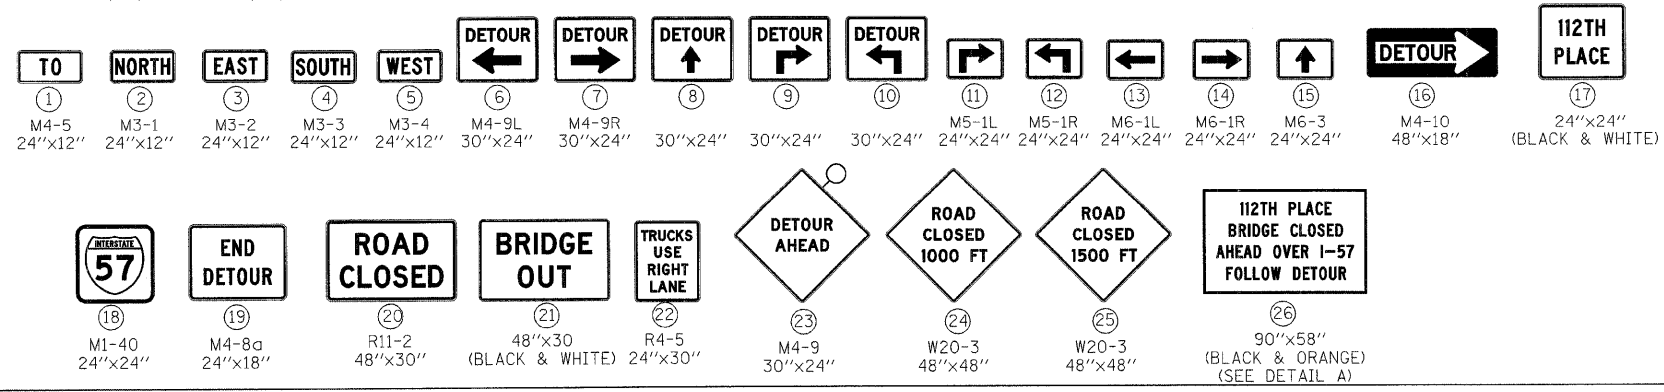 TO
1
M4-5
24"x12"
NORTH
2
M3-1
24"x12"
EAST
3
M3-2
24"x12"
SOUTH
4
M3-3
24"x12"
WEST
5
M3-4
24"x12"
DETOUR
6
M4-9L
30"x24"
DETOUR
7
M4-9R
30"x24"
DETOUR
8
30"x24"
DETOUR
9
30"x24"
DETOUR
10
30"x24"
11
M5-1L
24"x24"
12
M5-1R
24"x24"
13
M6-1L
24"x24"
14
M6-1R
24"x24"
15
M6-3
24"x24"
DETOUR
16
M4-10
48"x18"
112TH
PLACE
17
24"x24"
(BLACK & WHITE)
INTERSTATE
57
18
M1-40
24"x24"
END
DETOUR
19
M4-8a
24"x18"
ROAD
CLOSED
20
R11-2
48"x30"
BRIDGE
OUT
21
48"x30
(BLACK & WHITE)
TRUCKS
USE
RIGHT
LANE
22
R4-5
24"x30"
DETOUR
AHEAD
23
M4-9
30"x24"
ROAD
CLOSED
1000 FT
24
W20-3
48"x48"
ROAD
CLOSED
1500 FT
25
W20-3
48"x48"
112TH PLACE
BRIDGE CLOSED
AHEAD OVER I-57
FOLLOW DETOUR
26
90"x58"
(BLACK & ORANGE)
(SEE DETAIL A)